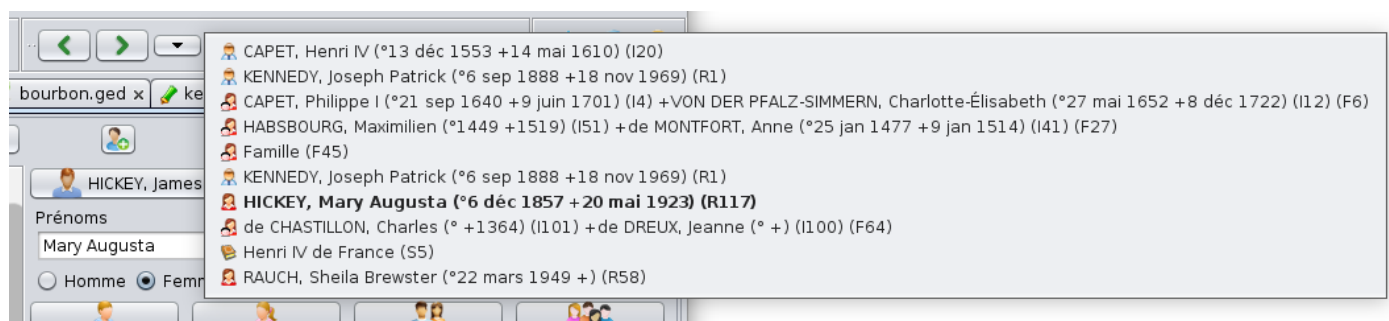 CAPET, Henri IV (°13 déc 1553 +14 mai 1610) (I20)
KENNEDY, Joseph Patrick (°6 sep 1888 +18 nov 1969) (R1)
bourbon.ged × ke
CAPET, Philippe I (°21 sep 1640 +9 juin 1701) (I4) +VON DER PFALZ-SIMMERN, Charlotte-Élisabeth (°27 mai 1652 +8 déc 1722) (I12) (F6)
HABSBOURG, Maximilien (°1449 +1519) (I51) +de MONTFORT, Anne (°25 jan 1477 +9 jan 1514) (I41) (F27)
Famille (F45)
HICKEY, James
KENNEDY, Joseph Patrick (°6 sep 1888 +18 nov 1969) (R1)
HICKEY, Mary Augusta (°6 déc 1857 +20 mai 1923) (R117)
Prénoms
de CHASTILLON, Charles (° +1364) (I101) +de DREUX, Jeanne (° +) (I100) (F64)
Mary Augusta
Henri IV de France (S5)
Homme
RAUCH, Sheila Brewster (°22 mars 1949 +) (R58)